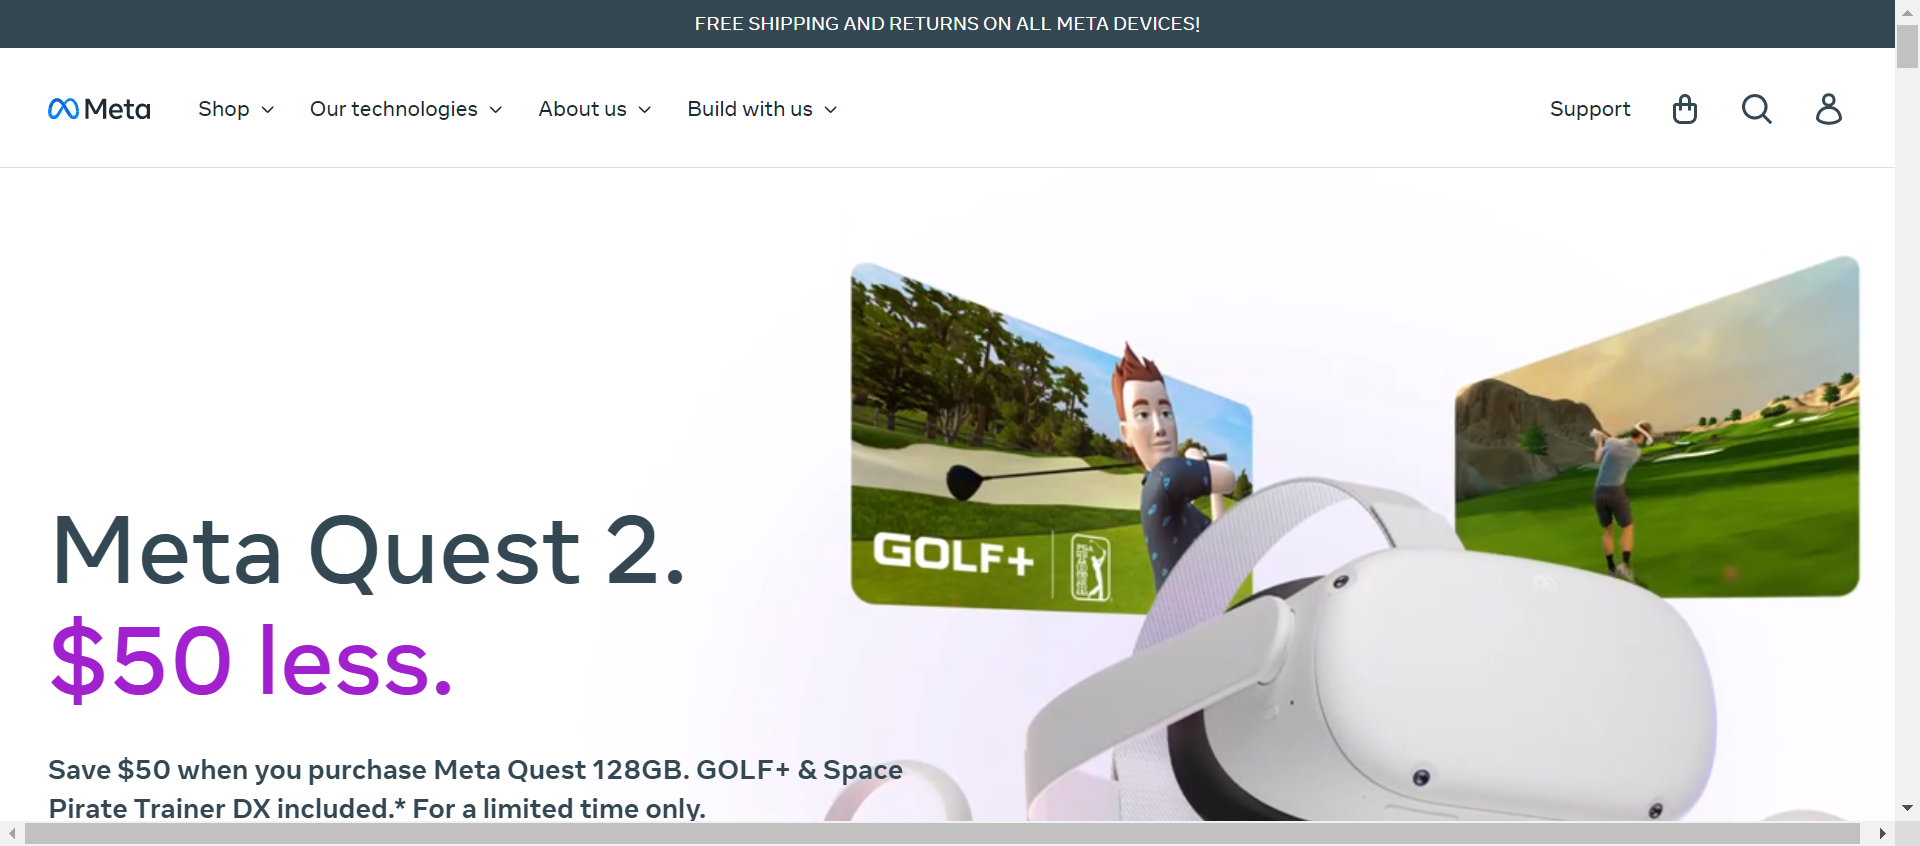 FREE SHIPPING AND RETURNS ON ALL META DEVICES!
Meta
Shop
Our technologies
About us
Build with us
Support
GOLF+
Meta Quest 2.
$50 less.
Save $50 when you purchase Meta Quest 128GB. GOLF+ & Space
Pirate Trainer DX included.* For a limited time only.